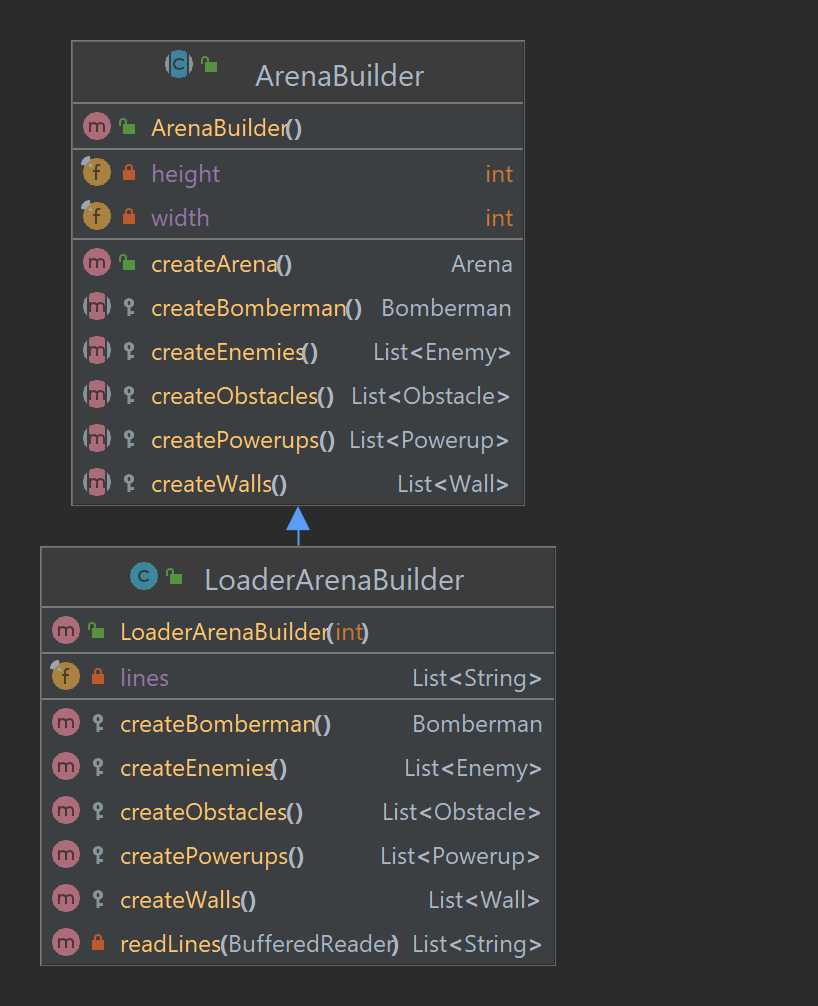 ArenaBuilder
ArenaBuilder()
height int
width int
createArena() Arena
createBomberman() Bomberman
createEnemies() List<Enemy>
createObstacles() List<Obstacle>
createPowerups() List<Powerup>
createWalls() List<Wall>
LoaderArenaBuilder
LoaderArenaBuilder(int)
lines List<String>
createBomberman() Bomberman
createEnemies() List<Enemy>
createObstacles() List<Obstacle>
createPowerups() List<Powerup>
createWalls() List<Wall>
readLines(BufferedReader) List<String>